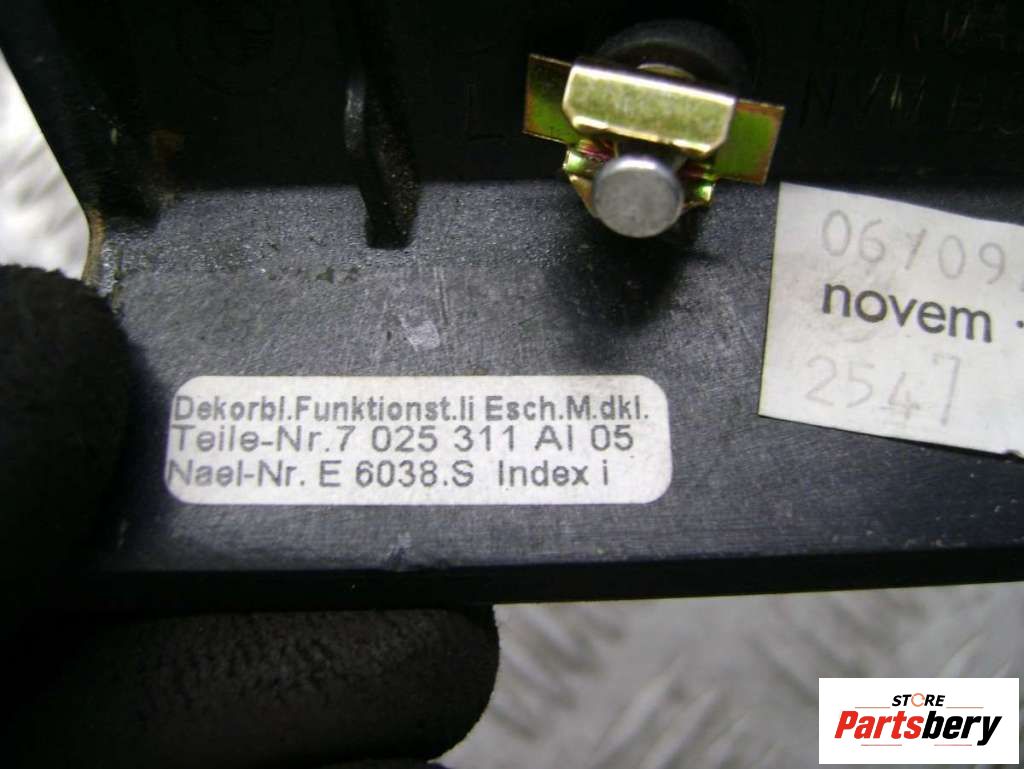 06/09
novem
2547
Dekorbl.Funktionst.li Esch.M.dkl.
Teile-Nr.7 025 311 AI 05
Nael-Nr. E 6038.S Index i
STORE
Partsbery